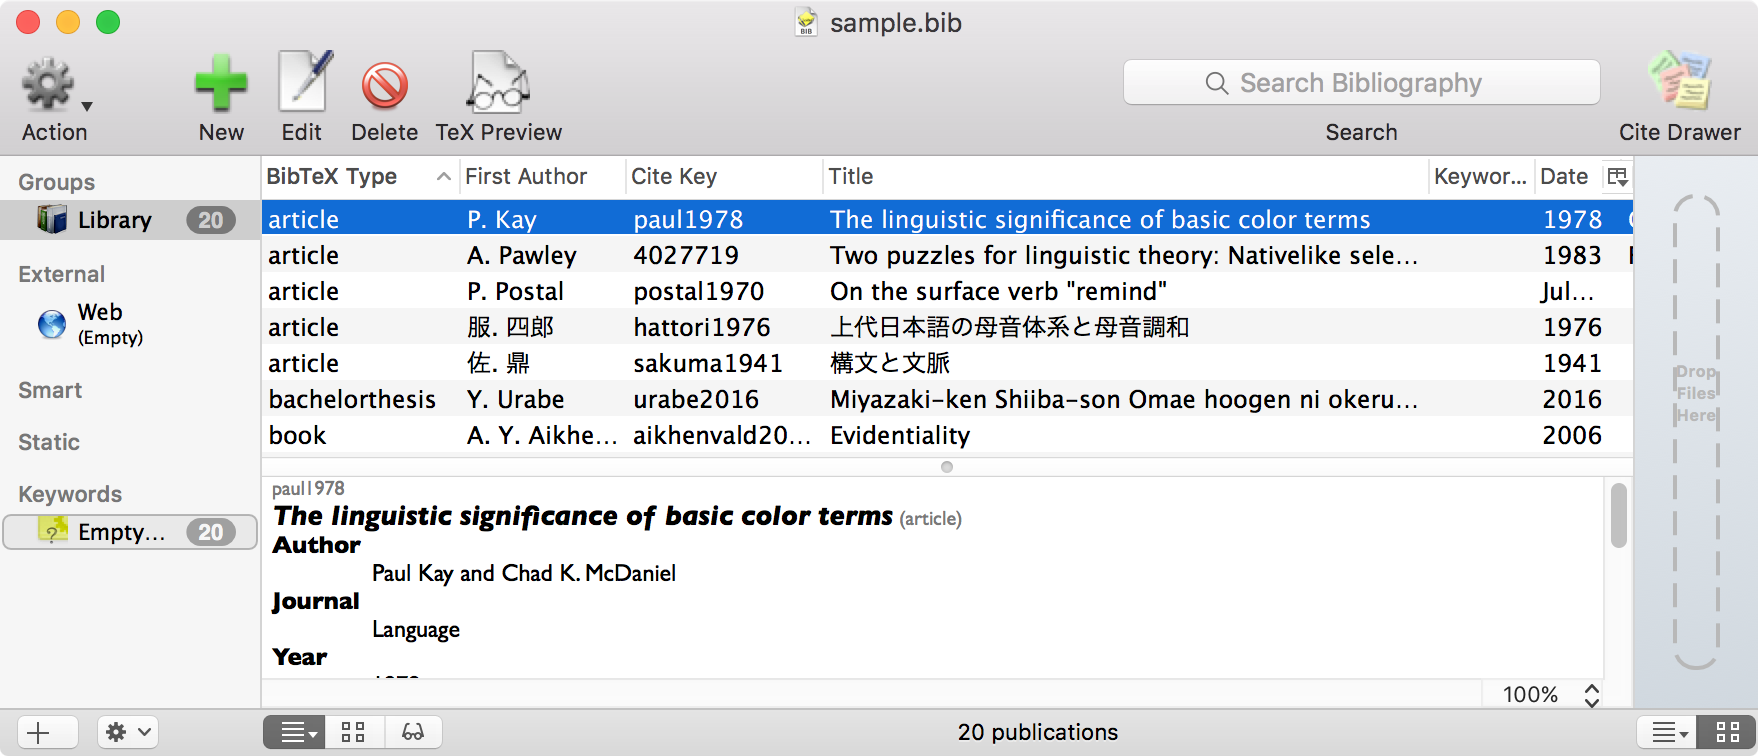 sample.bib
Action New Edit Delete TeX Preview Search Bibliography Search Cite Drawer
Groups
Library 20
External
Web
(Empty)
Smart
Static
Keywords
Empty... 20
BibTeX Type First Author Cite Key Title Keywor... Date
article P. Kay paul1978 The linguistic significance of basic color terms 1978
article A. Pawley 4027719 Two puzzles for linguistic theory: Nativelike sele... 1983
article P. Postal postal1970 On the surface verb "remind" Jul...
article 服. 四郎 hattori1976 上代日本語の母音体系と母音調和 1976
article 佐. 鼎 sakuma1941 構文と文脈 1941
bachelorthesis Y. Urabe urabe2016 Miyazaki-ken Shiiba-son Omae hoogen ni okeru... 2016
book A. Y. Aikhe... aikhenvald20... Evidentiality 2006
paul1978
The linguistic significance of basic color terms (article)
Author
Paul Kay and Chad K. McDaniel
Journal
Language
Year
100%
Drop
Files
Here
20 publications